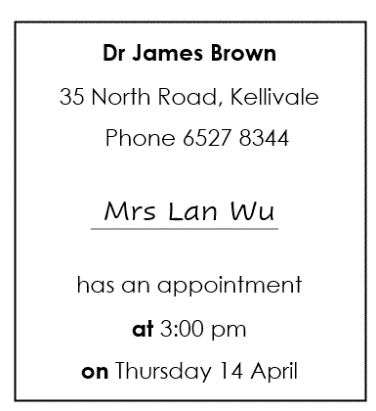 Dr James Brown
35 North Road, Kellivale
Phone 6527 8344
Mrs Lan Wu
has an appointment
at 3:00 pm
on Thursday 14 April